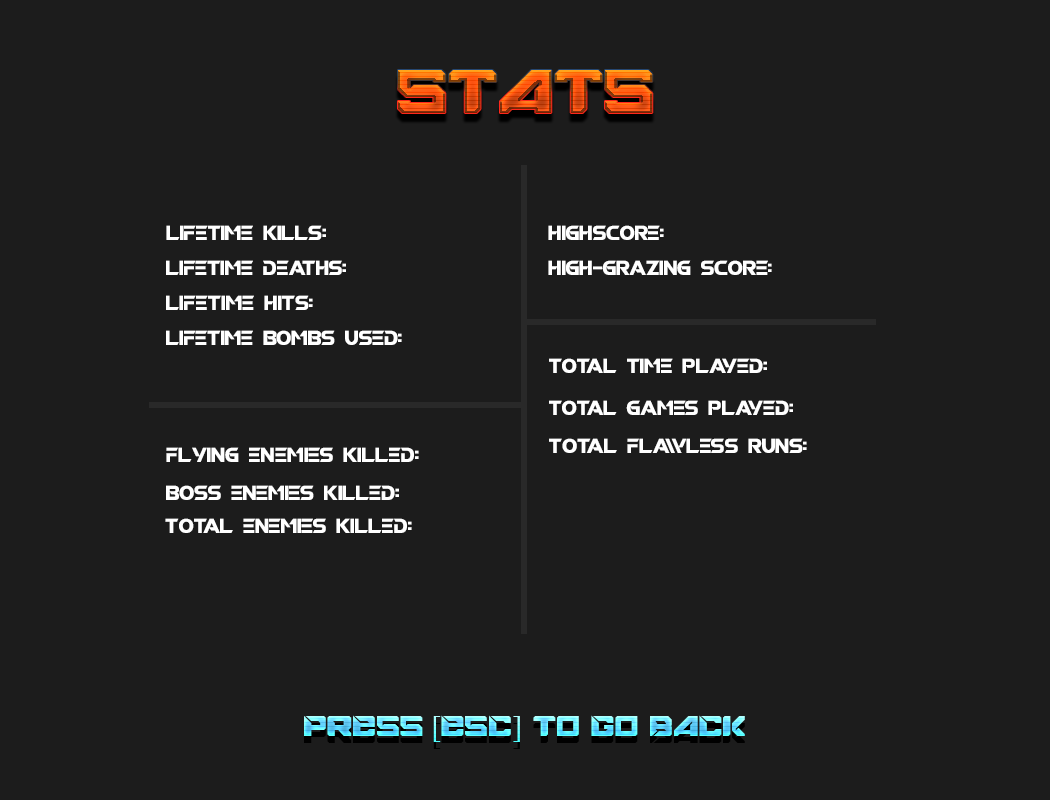 STATS
LIFETIME KILLS:
LIFETIME DEATHS:
LIFETIME HITS:
LIFETIME BOMBS USED:
FLYING ENEMIES KILLED:
BOSS ENEMIES KILLED:
TOTAL ENEMIES KILLED:
HIGHSCORE:
HIGH-GRAZING SCORE:
TOTAL TIME PLAYED:
TOTAL GAMES PLAYED:
TOTAL FLAWLESS RUNS:
PRESS [ESC] TO GO BACK